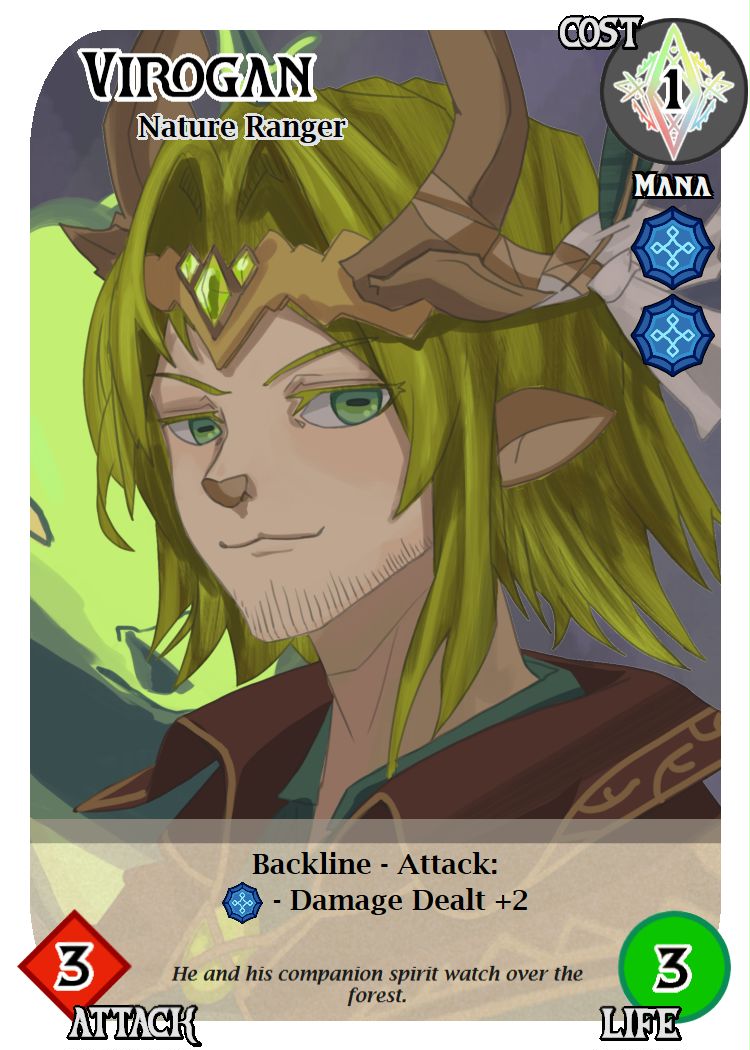 COST
VIROGAN
1
Nature Ranger
MANA
Backline - Attack:
- Damage Dealt +2
3
3
He and his companion spirit watch over the
forest.
ATTACK
LIFE